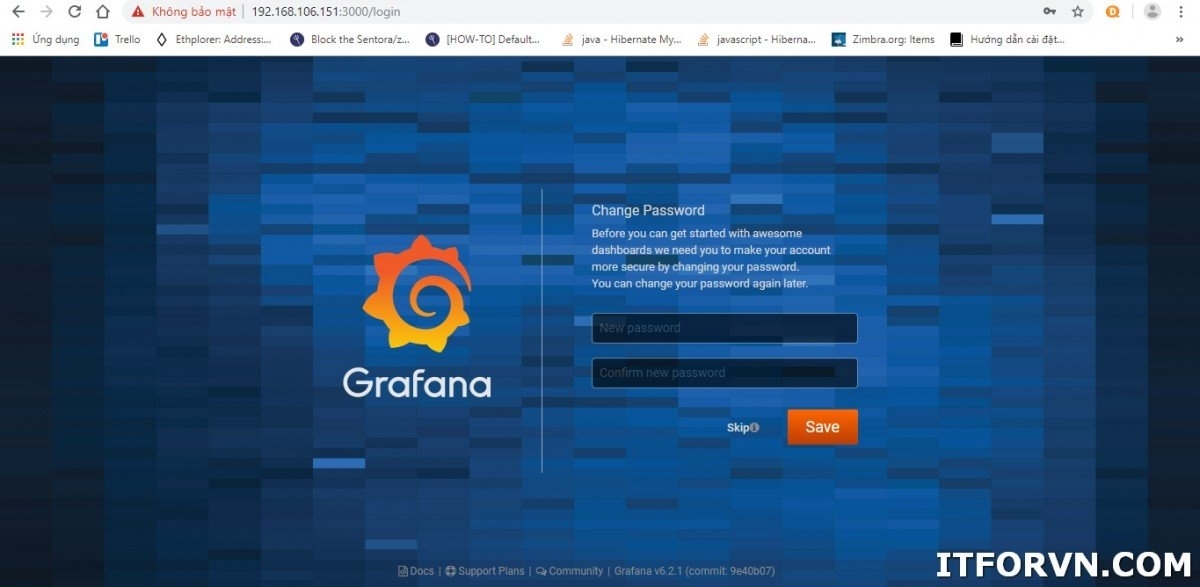 Không bảo mật | 192.168.106.151:3000/login
Ứng dụng Trello Ethplorer: Address:... Block the Sentora/z... [HOW-TO] Default... java - Hibernate My... javascript - Hiberna... Zimbra.org: Items Hướng dẫn cài đặt... »
Change Password
Before you can get started with awesome
dashboards we need you to make your account
more secure by changing your password.
You can change your password again later.
New password
Confirm new password
Skip
Save
Grafana
Docs | Support Plans | Community | Grafana v6.2.1 (commit: 9e40b07)
ITFORVN.COM